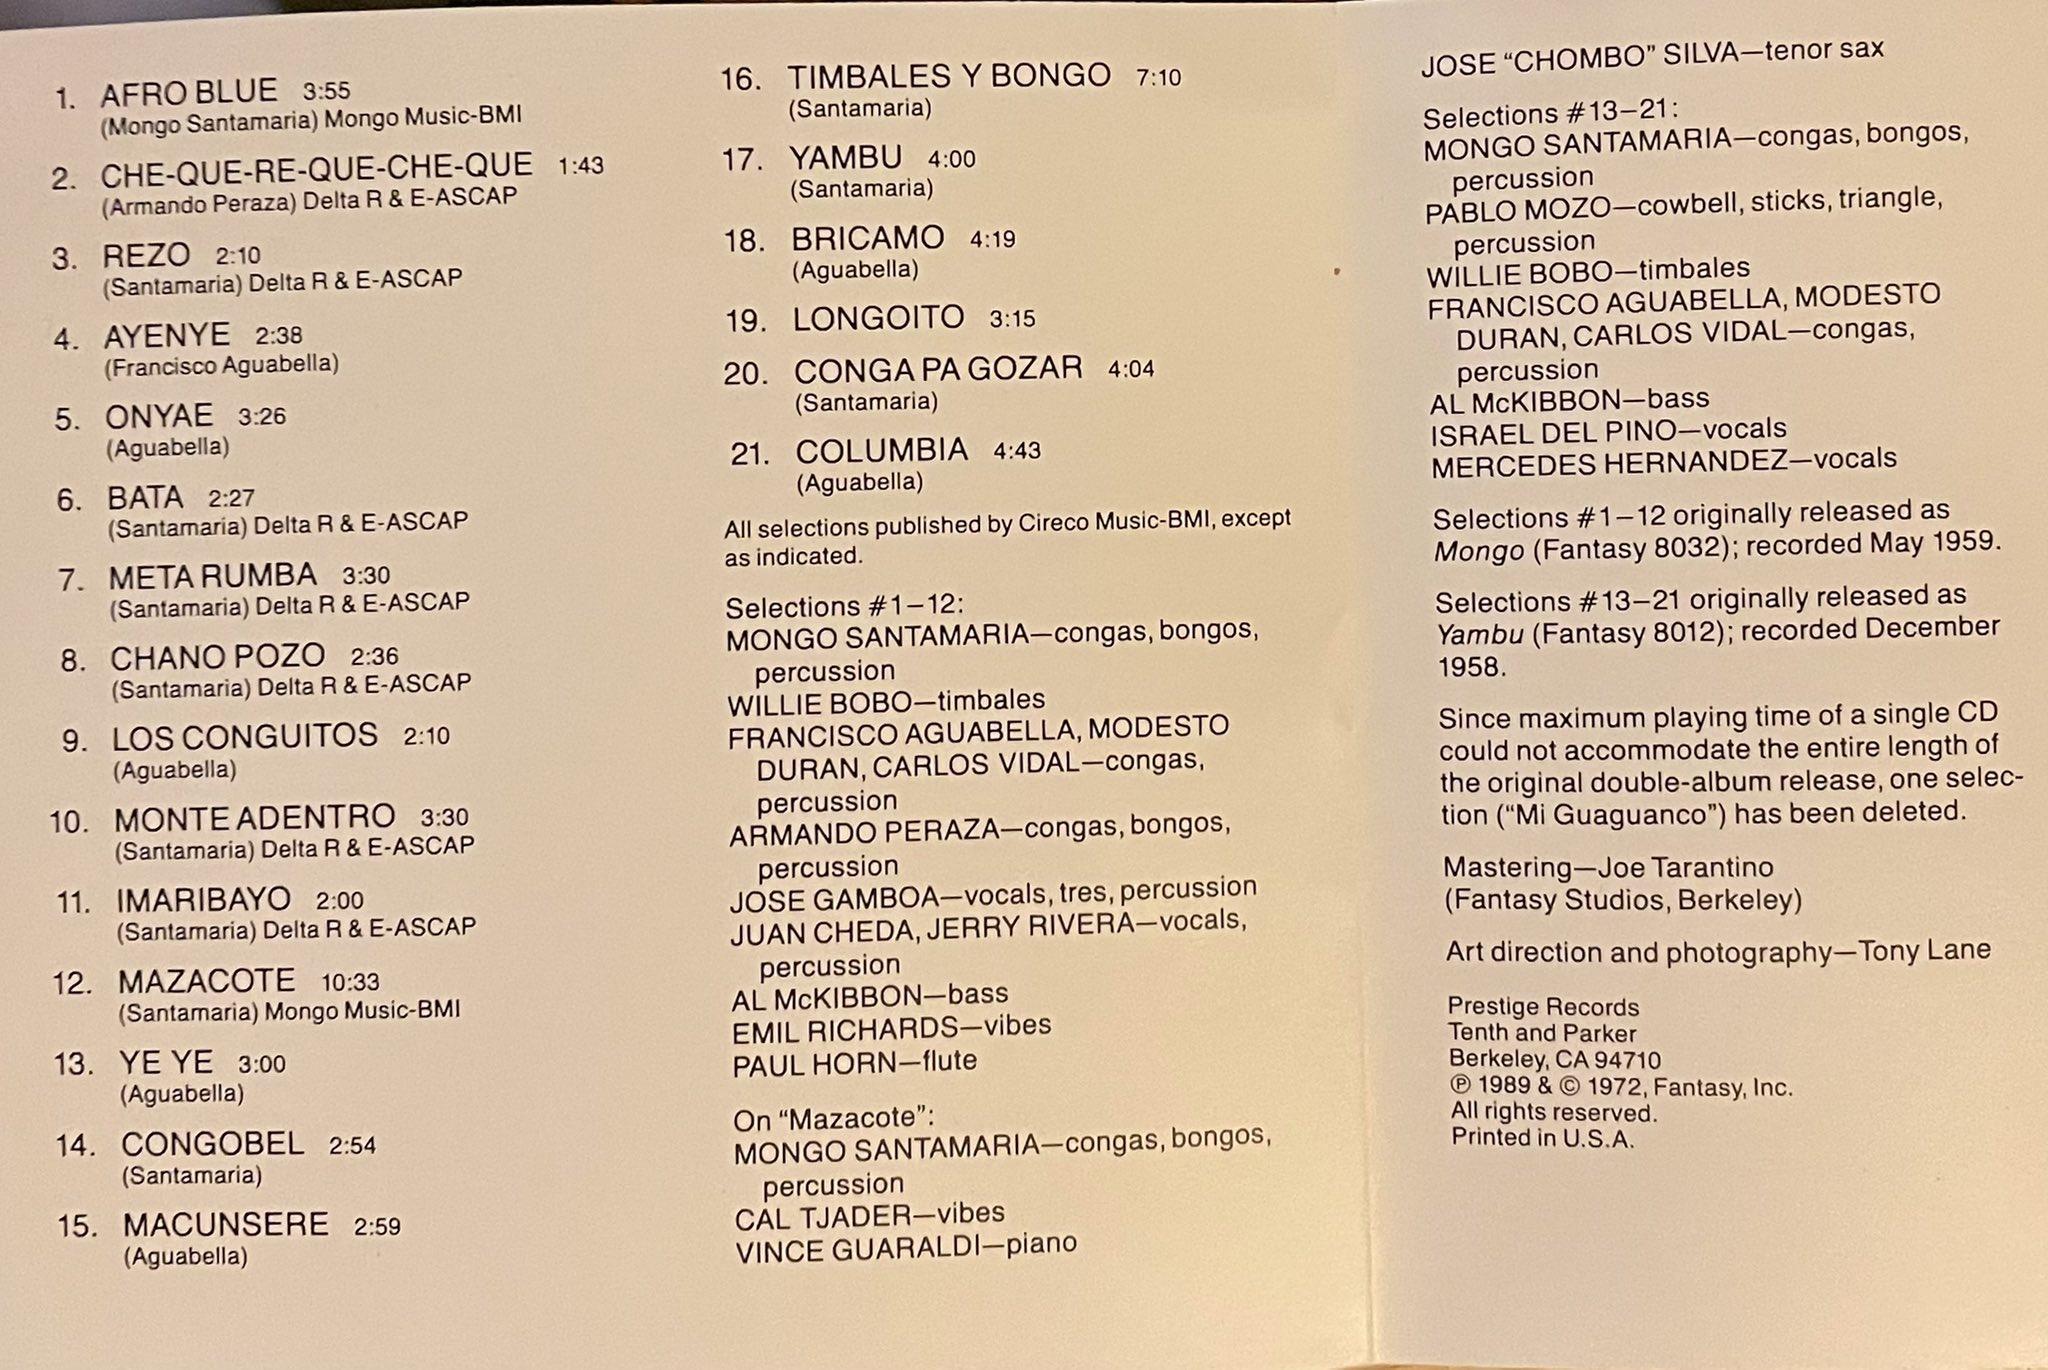 1. AFRO BLUE 3:55
(Mongo Santamaria) Mongo Music-BMI
2. CHE-QUE-RE-QUE-CHE-QUE 1:43
(Armando Peraza) Delta R & E-ASCAP
3. REZO 2:10
(Santamaria) Delta R & E-ASCAP
4. AYENYE 2:38
(Francisco Aguabella)
5. ONYAE 3:26
(Aguabella)
6. BATA 2:27
(Santamaria) Delta R & E-ASCAP
7. META RUMBA 3:30
(Santamaria) Delta R & E-ASCAP
8. CHANO POZO 2:36
(Santamaria) Delta R & E-ASCAP
9. LOS CONGUITOS 2:10
(Aguabella)
10. MONTE ADENTRO 3:30
(Santamaria) Delta R & E-ASCAP
11. IMARIBAYO 2:00
(Santamaria) Delta R & E-ASCAP
12. MAZACOTE 10:33
(Santamaria) Mongo Music-BMI
13. YE YE 3:00
(Aguabella)
14. CONGOBEL 2:54
(Santamaria)
15. MACUNSERE 2:59
(Aguabella)
16. TIMBALES Y BONGO 7:10
(Santamaria)
17. YAMBU 4:00
(Santamaria)
18. BRICAMO 4:19
(Aguabella)
19. LONGOITO 3:15
20. CONGA PA GOZAR 4:04
(Santamaria)
21. COLUMBIA 4:43
(Aguabella)
All selections published by Cireco Music-BMI, except
as indicated.
Selections #1–12:
MONGO SANTAMARIA—congas, bongos,
percussion
WILLIE BOBO—timbales
FRANCISCO AGUABELLA, MODESTO
DURAN, CARLOS VIDAL—congas,
percussion
ARMANDO PERAZA—congas, bongos,
percussion
JOSE GAMBOA—vocals, tres, percussion
JUAN CHEDA, JERRY RIVERA—vocals,
percussion
AL McKIBBON—bass
EMIL RICHARDS—vibes
PAUL HORN—flute
On “Mazacote”:
MONGO SANTAMARIA—congas, bongos,
percussion
CAL TJADER—vibes
VINCE GUARALDI—piano
JOSE “CHOMBO” SILVA—tenor sax
Selections #13–21:
MONGO SANTAMARIA—congas, bongos,
percussion
PABLO MOZO—cowbell, sticks, triangle,
percussion
WILLIE BOBO—timbales
FRANCISCO AGUABELLA, MODESTO
DURAN, CARLOS VIDAL—congas,
percussion
AL McKIBBON—bass
ISRAEL DEL PINO—vocals
MERCEDES HERNANDEZ—vocals
Selections #1–12 originally released as
Mongo (Fantasy 8032); recorded May 1959.
Selections #13–21 originally released as
Yambu (Fantasy 8012); recorded December
1958.
Since maximum playing time of a single CD
could not accommodate the entire length of
the original double-album release, one selec-
tion (“Mi Guaguanco”) has been deleted.
Mastering—Joe Tarantino
(Fantasy Studios, Berkeley)
Art direction and photography—Tony Lane
Prestige Records
Tenth and Parker
Berkeley, CA 94710
℗ 1989 & © 1972, Fantasy, Inc.
All rights reserved.
Printed in U.S.A.